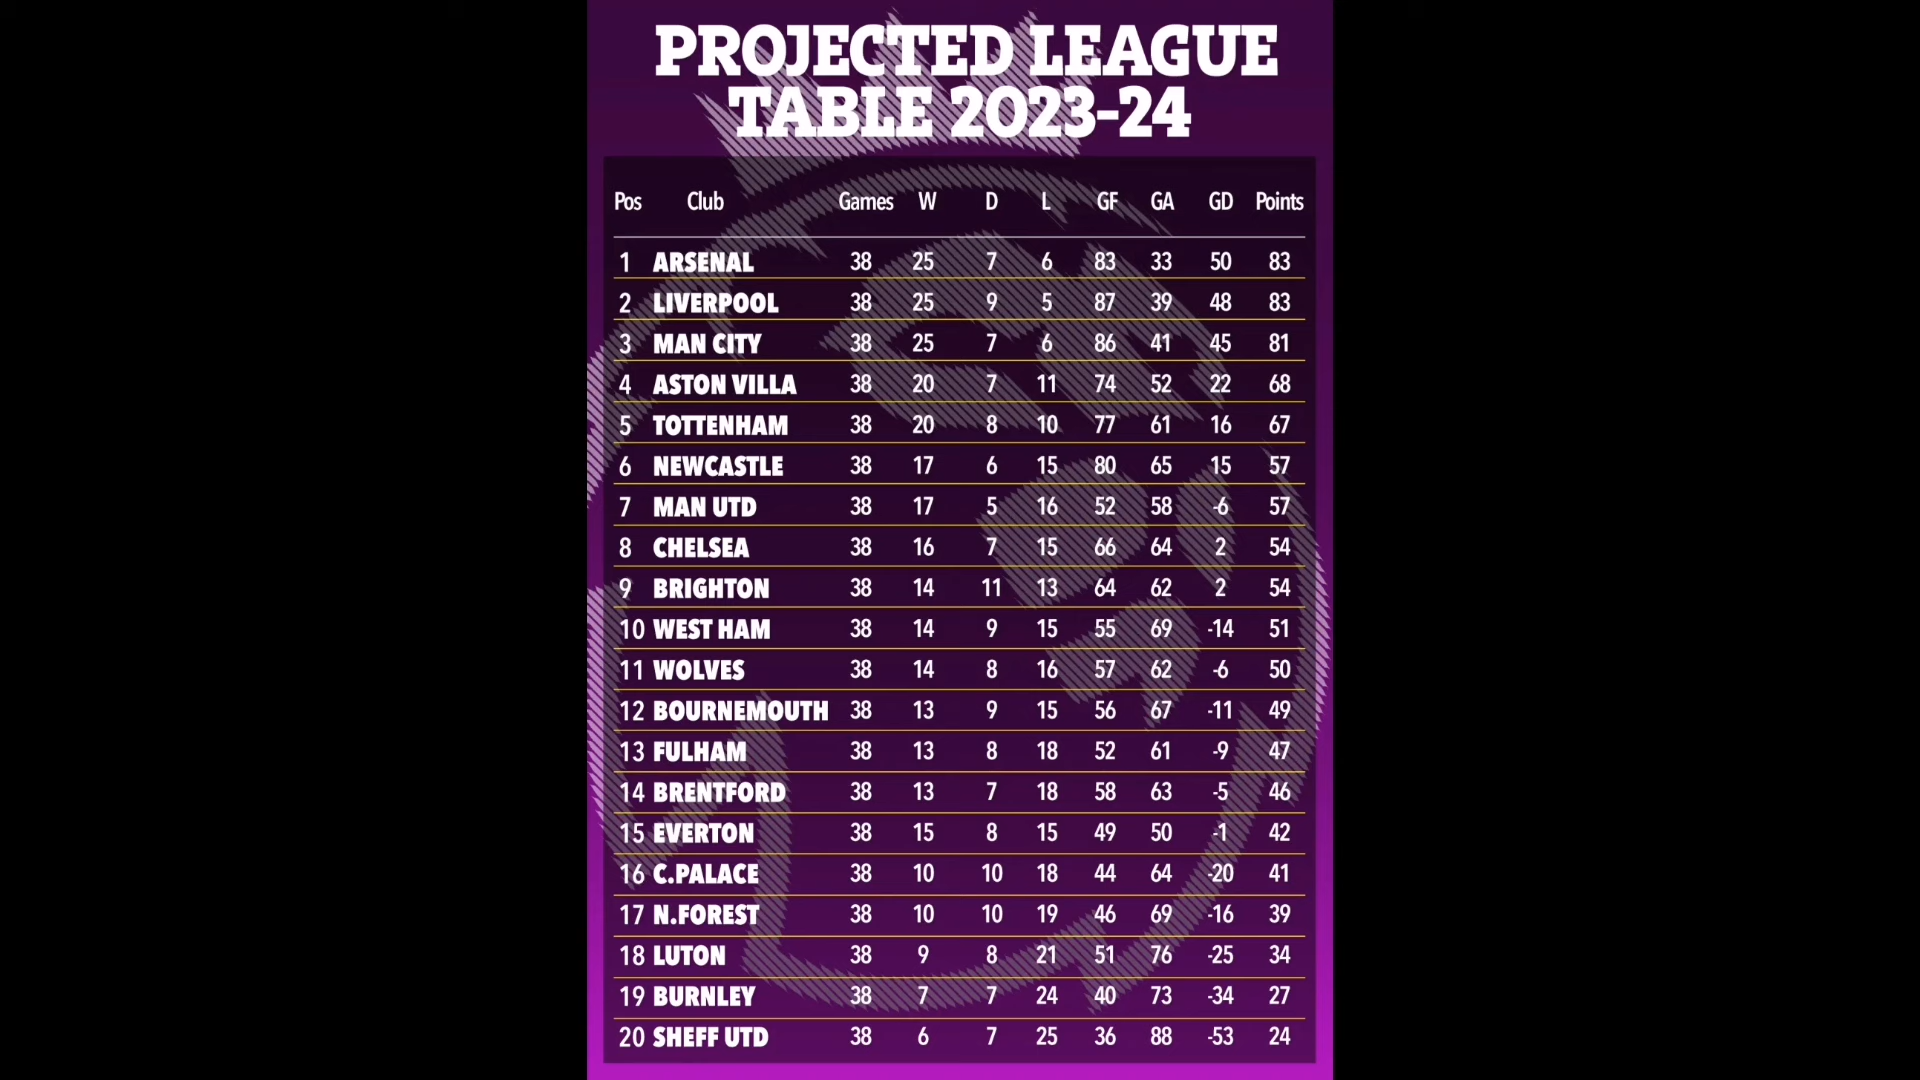 PROJECTED LEAGUE
TABLE 2023-24
Pos Club Games W D L GF GA GD Points
1 ARSENAL 38 25 7 6 83 33 50 83
2 LIVERPOOL 38 25 9 5 87 39 48 83
3 MAN CITY 38 25 7 6 86 41 45 81
4 ASTON VILLA 38 20 7 11 74 52 22 68
5 TOTTENHAM 38 20 8 10 77 61 16 67
6 NEWCASTLE 38 17 6 15 80 65 15 57
7 MAN UTD 38 17 5 16 52 58 -6 57
8 CHELSEA 38 16 7 15 66 64 2 54
9 BRIGHTON 38 14 11 13 64 62 2 54
10 WEST HAM 38 14 9 15 55 69 -14 51
11 WOLVES 38 14 8 16 57 62 -6 50
12 BOURNEMOUTH 38 13 9 15 56 67 -11 49
13 FULHAM 38 13 8 18 52 61 -9 47
14 BRENTFORD 38 13 7 18 58 63 -5 46
15 EVERTON 38 15 8 15 49 50 -1 42
16 C.PALACE 38 10 10 18 44 64 -20 41
17 N.FOREST 38 10 10 19 46 69 -16 39
18 LUTON 38 9 8 21 51 76 -25 34
19 BURNLEY 38 7 7 24 40 73 -34 27
20 SHEFF UTD 38 6 7 25 36 88 -53 24